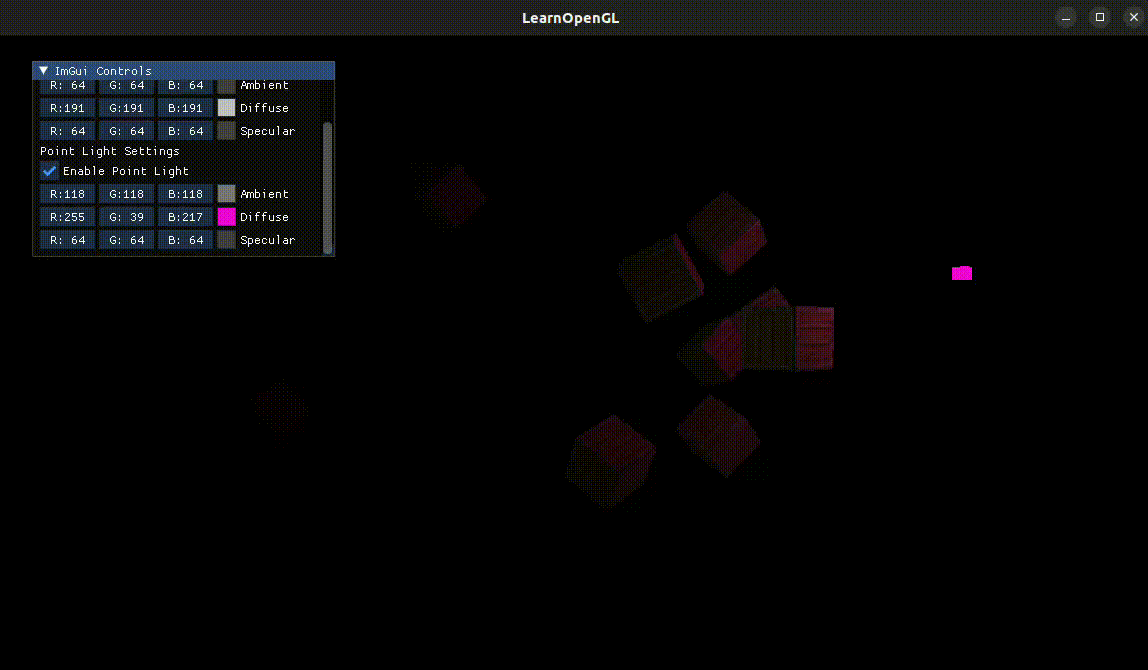 LearnOpenGL
ImGui Controls
R: 64 G: 64 B: 64 Ambient
R:191 G:191 B:191 Diffuse
R: 64 G: 64 B: 64 Specular
Point Light Settings
Enable Point Light
R:118 G:118 B:118 Ambient
R:255 G: 39 B:217 Diffuse
R: 64 G: 64 B: 64 Specular